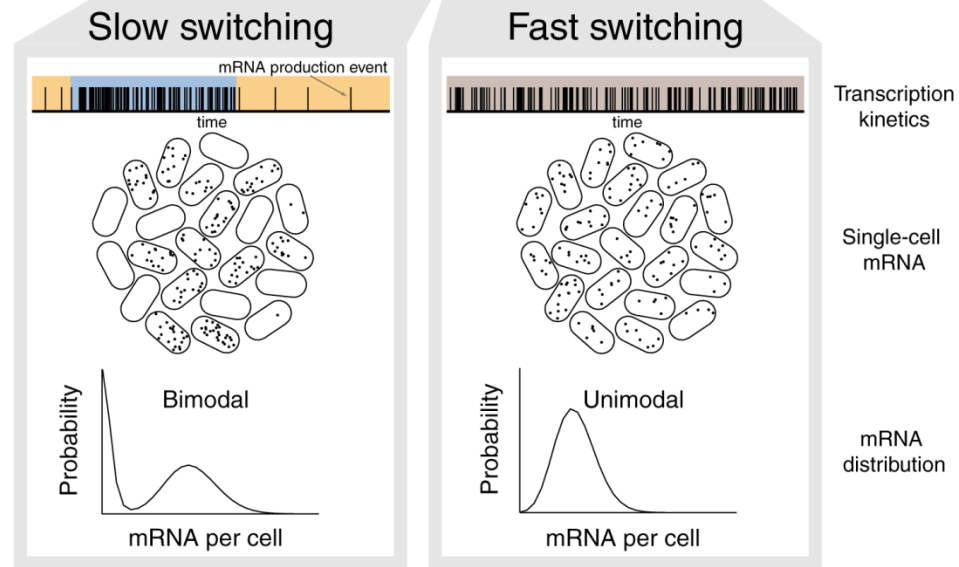 Slow switching
mRNA production event
time
Bimodal
Probability
mRNA per cell
Fast switching
time
Unimodal
Probability
mRNA per cell
Transcription
kinetics
Single-cell
mRNA
mRNA
distribution